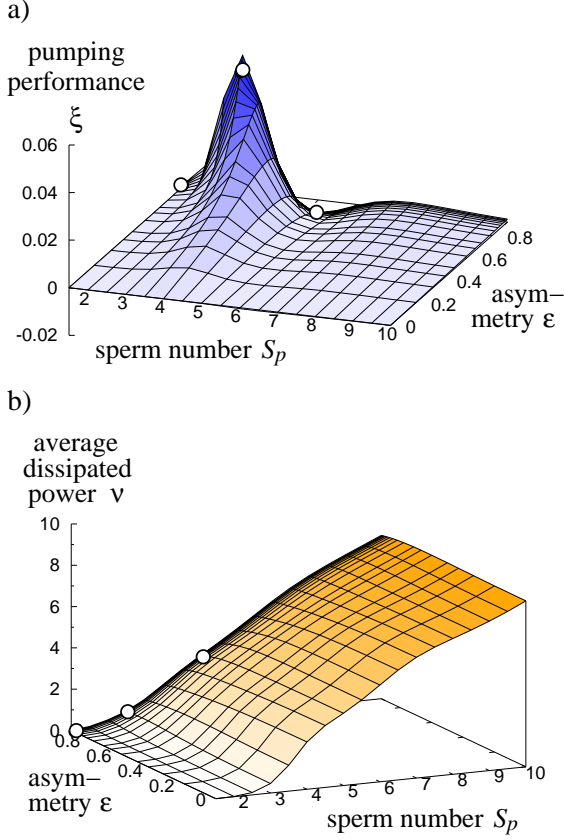 a)
pumping
performance
ξ
0.06
0.04
0.02
0
-0.02
2 3 4 5 6 7 8 9 10
0 0.2 0.4 0.6 0.8
sperm number Sp
asym–
metry ε
b)
average
dissipated
power ν
10
8
6
4
2
0
0.8 0.6 0.4 0.2 0
2 3 4 5 6 7 8 9 10
asym–
metry ε
sperm number Sp